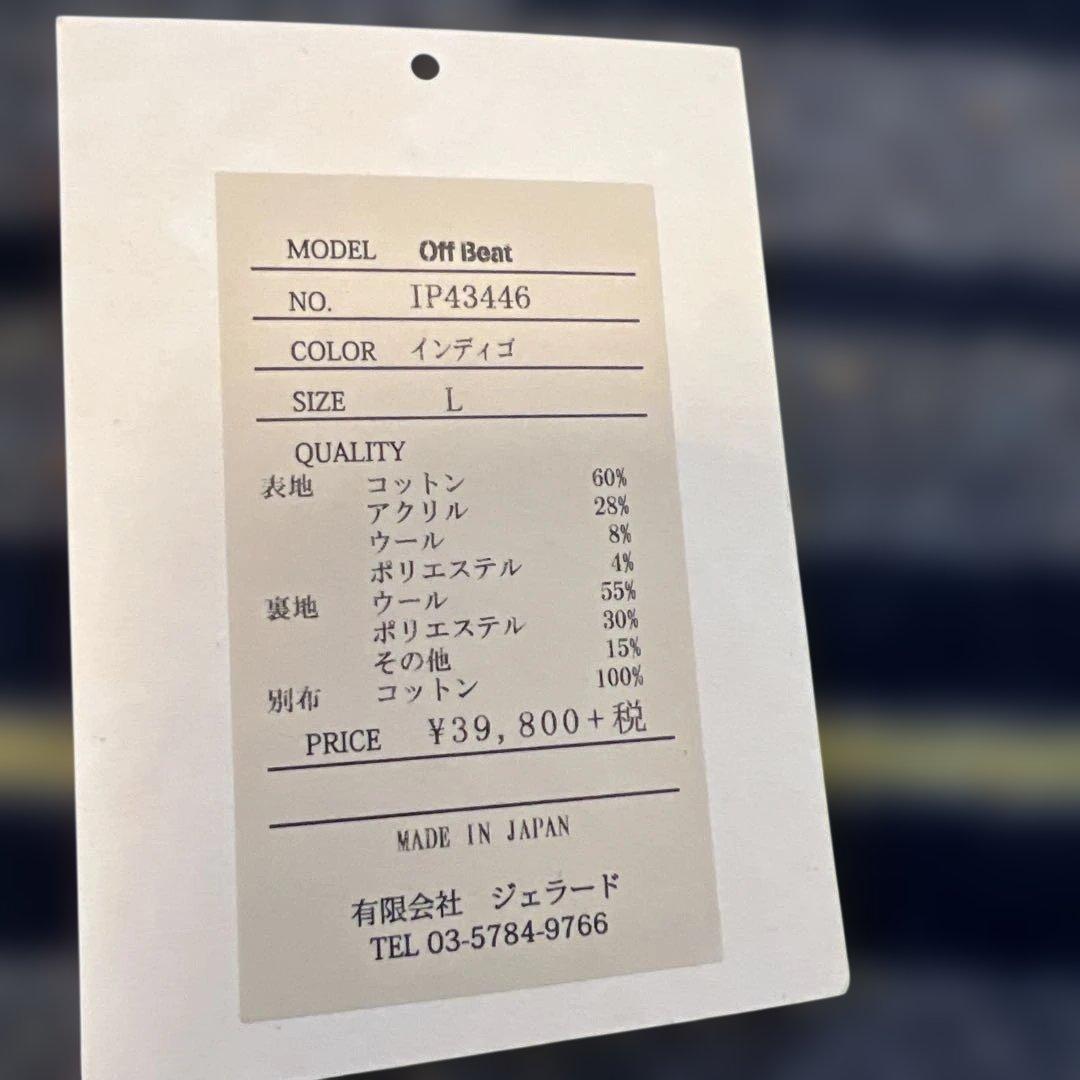 MODEL Off Beat
NO. IP43446
COLOR インディゴ
SIZE L
QUALITY
表地 コットン 60%
アクリル 28%
ウール 8%
ポリエステル 4%
裏地 ウール 55%
ポリエステル 30%
その他 15%
別布 コットン 100%
PRICE ¥39,800+税
MADE IN JAPAN
有限会社 ジェラード
TEL 03-5784-9766